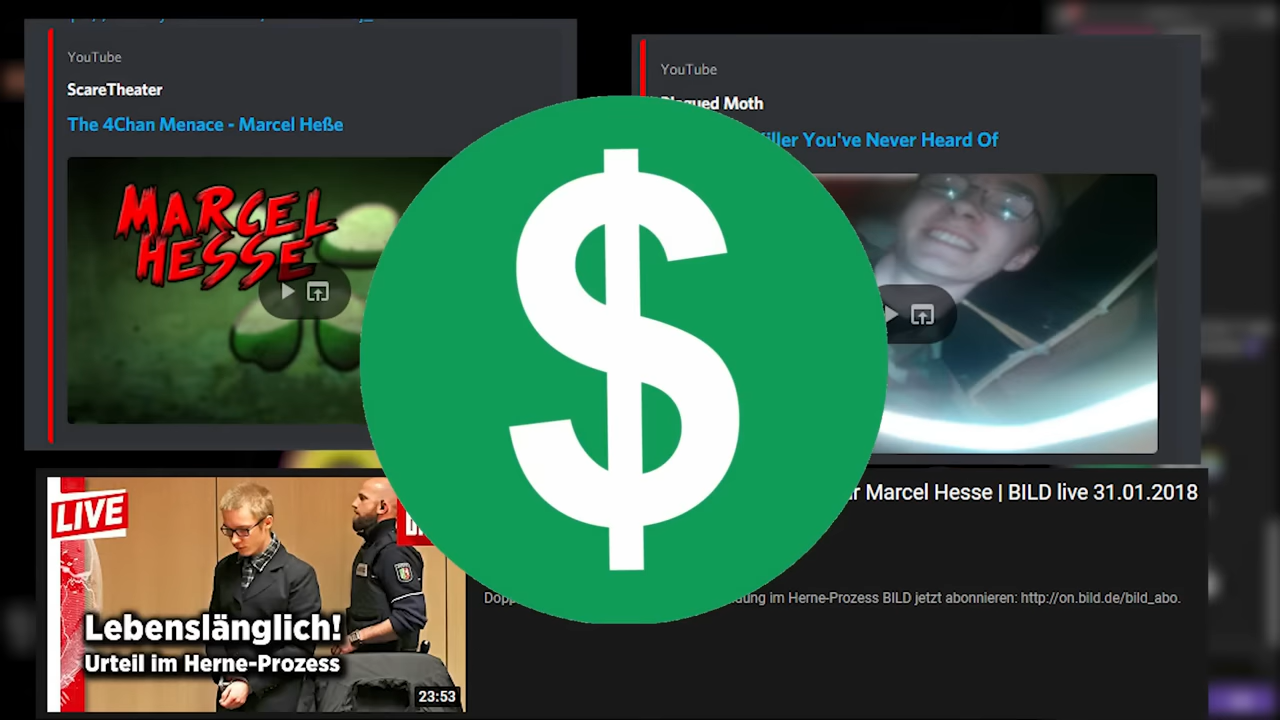 YouTube
ScareTheater
The 4Chan Menace - Marcel Heße
MARCEL
HESSE
YouTube
Plagued Moth
Killer You've Never Heard Of
$
LIVE
Lebenslänglich!
Urteil im Herne-Prozess
23:53
Marcel Hesse | BILD live 31.01.2018
im Herne-Prozess BILD jetzt abonnieren: http://on.bild.de/bild_abo.